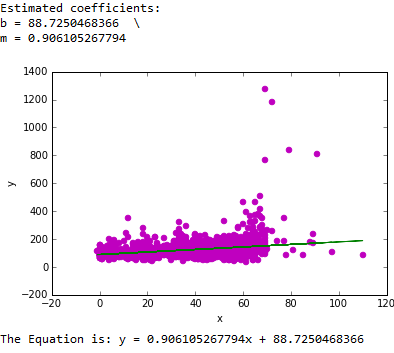 Estimated coefficients:
b = 88.7250468366 \
m = 0.906105267794
1400
1200
1000
800
600
400
200
0
−200
y
−20
0
20
40
60
80
100
120
x
The Equation is: y = 0.906105267794x + 88.7250468366